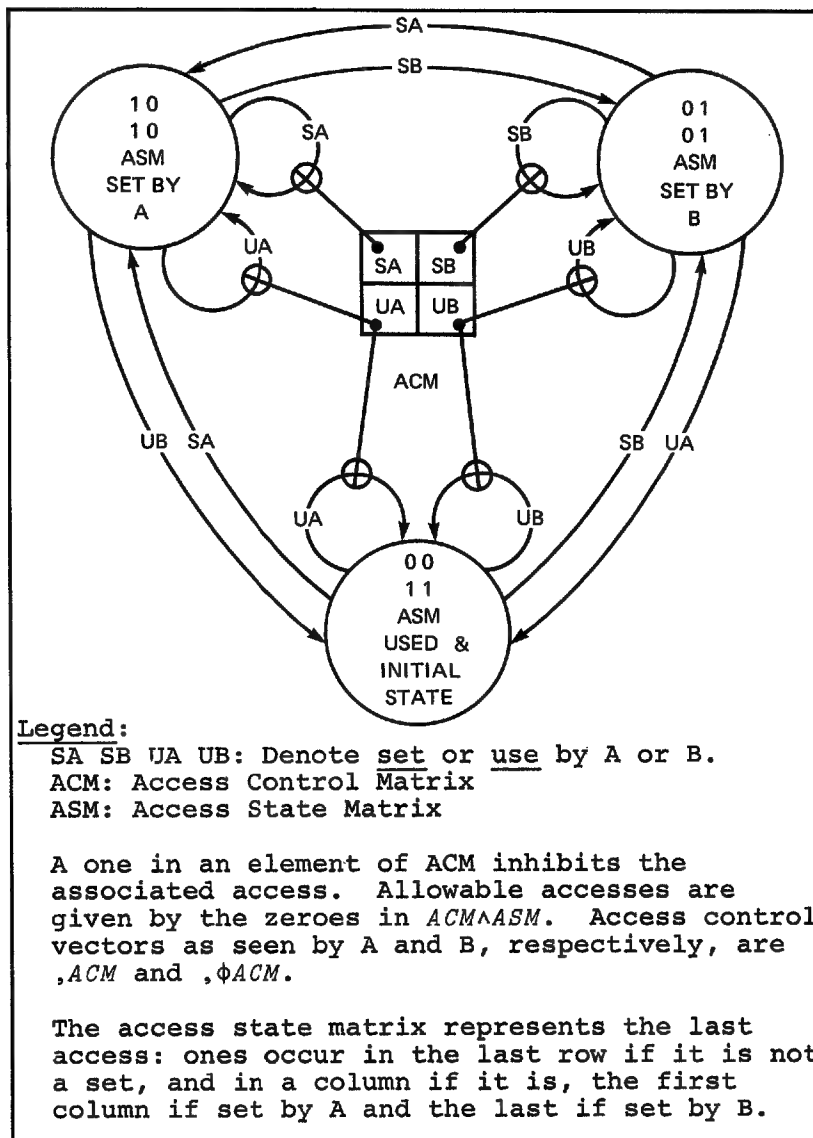 SA
SB
1 0
1 0
ASM
SET BY
A
SA
SB
0 1
0 1
ASM
SET BY
B
UA
SA SB
UA UB
UB
ACM
UB SA
SB UA
UA
UB
0 0
1 1
ASM
USED &
INITIAL
STATE
Legend:
SA SB UA UB: Denote set or use by A or B.
ACM: Access Control Matrix
ASM: Access State Matrix
A one in an element of ACM inhibits the
associated access. Allowable accesses are
given by the zeroes in ACM∧ASM. Access control
vectors as seen by A and B, respectively, are
,ACM and ,⌽ACM.
The access state matrix represents the last
access: ones occur in the last row if it is not
a set, and in a column if it is, the first
column if set by A and the last if set by B.